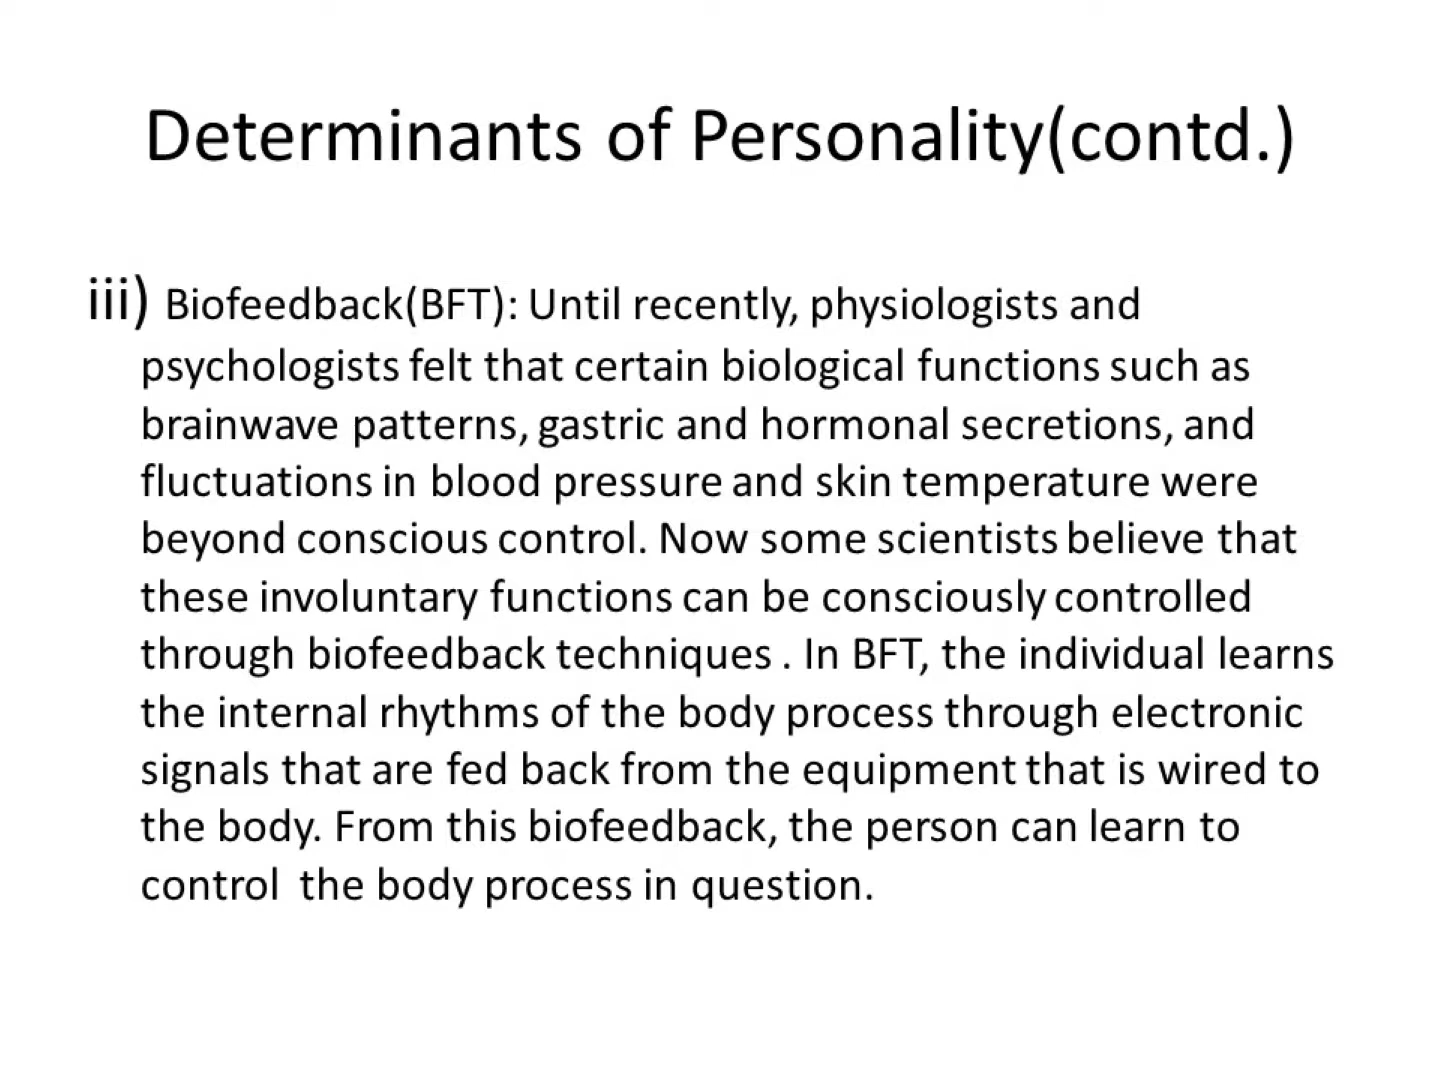 Determinants of Personality(contd.)
iii) Biofeedback(BFT): Until recently, physiologists and
psychologists felt that certain biological functions such as
brainwave patterns, gastric and hormonal secretions, and
fluctuations in blood pressure and skin temperature were
beyond conscious control. Now some scientists believe that
these involuntary functions can be consciously controlled
through biofeedback techniques . In BFT, the individual learns
the internal rhythms of the body process through electronic
signals that are fed back from the equipment that is wired to
the body. From this biofeedback, the person can learn to
control  the body process in question.